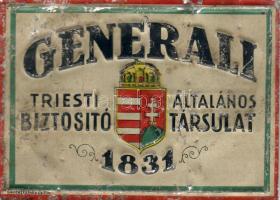 GENERALI
TRIESTI ÁLTALÁNOS
BIZTOSITÓ TÁRSULAT
1831